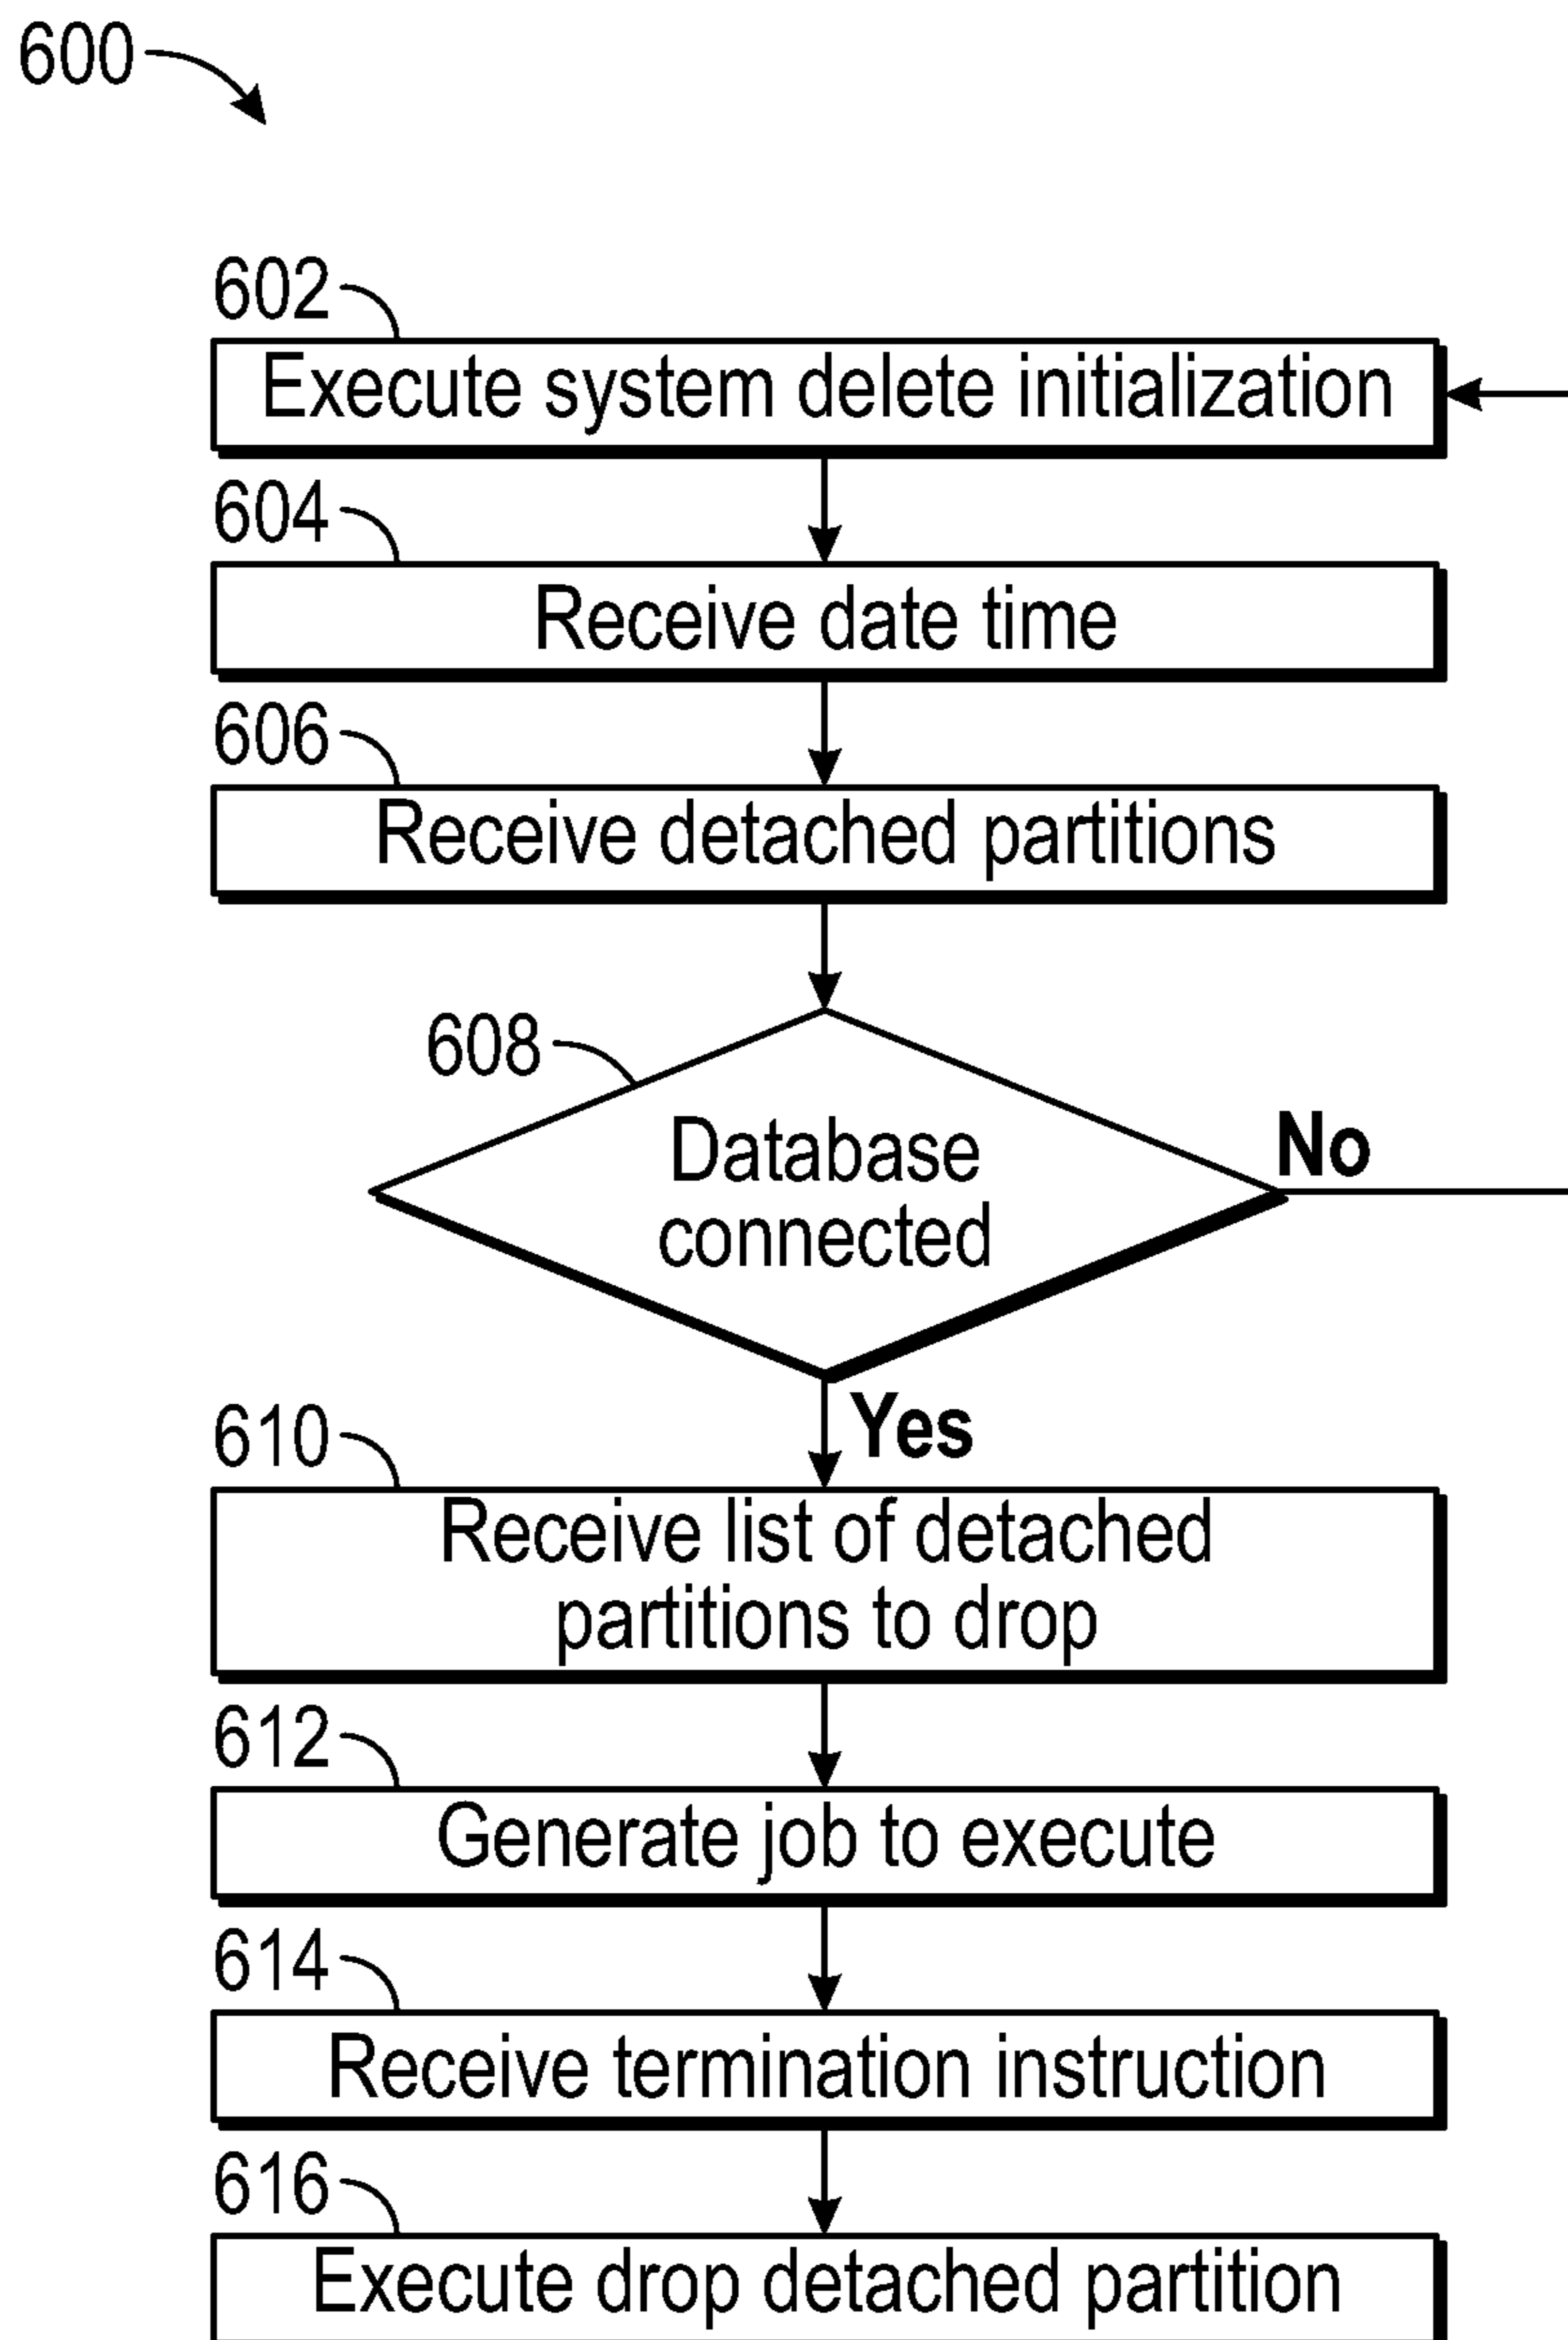 600
602
Execute system delete initialization
604
Receive date time
606
Receive detached partitions
608
Database
connected
No
Yes
610
Receive list of detached
partitions to drop
612
Generate job to execute
614
Receive termination instruction
616
Execute drop detached partition